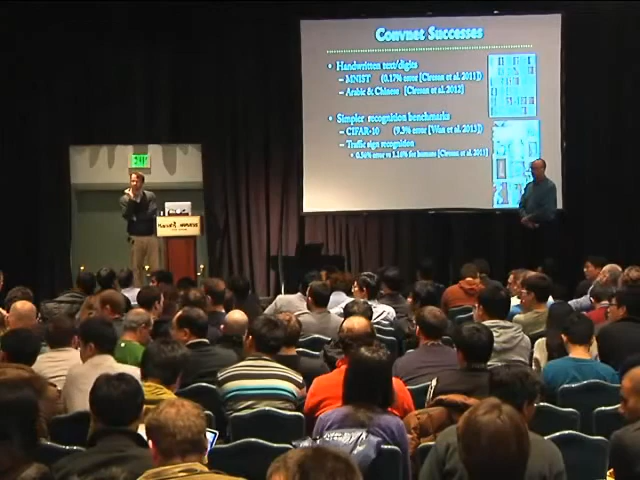 Convnet Successes
• Handwritten text/digits
– MNIST (0.17% error [Ciresan et al. 2011])
– Arabic & Chinese [Ciresan et al. 2012]
• Simpler recognition benchmarks
– CIFAR-10 (9.3% error [Wan et al. 2013])
– Traffic sign recognition
• 0.56% error vs 1.16% for humans [Ciresan et al. 2011]